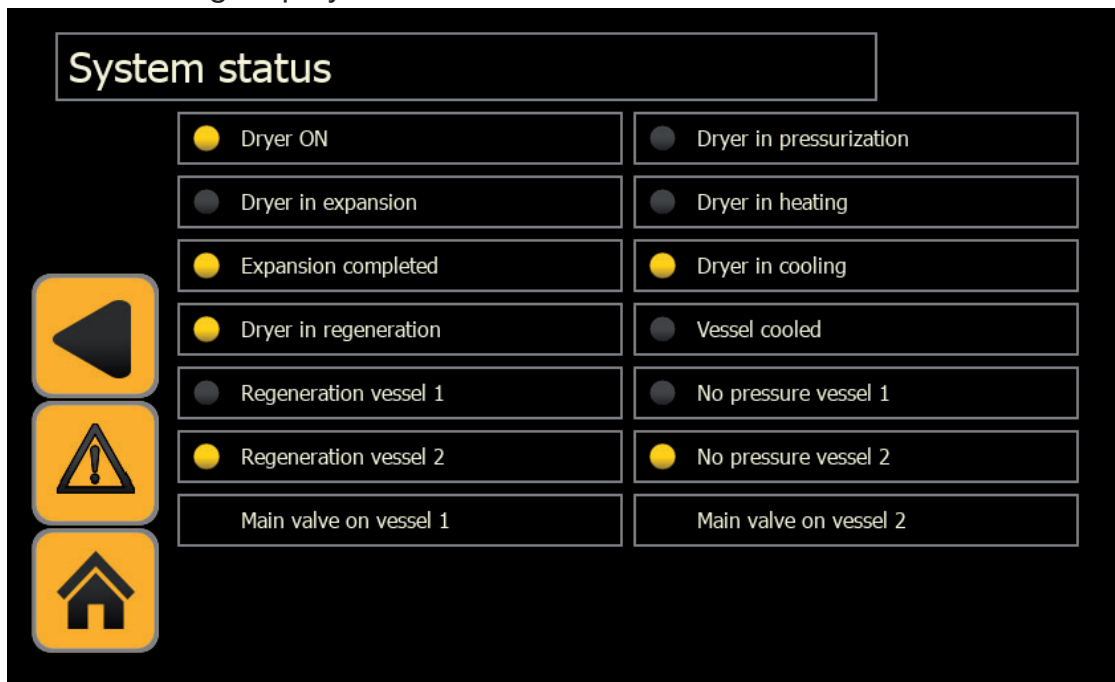 System status
Dryer ON
Dryer in pressurization
Dryer in expansion
Dryer in heating
Expansion completed
Dryer in cooling
Dryer in regeneration
Vessel cooled
Regeneration vessel 1
No pressure vessel 1
Regeneration vessel 2
No pressure vessel 2
Main valve on vessel 1
Main valve on vessel 2